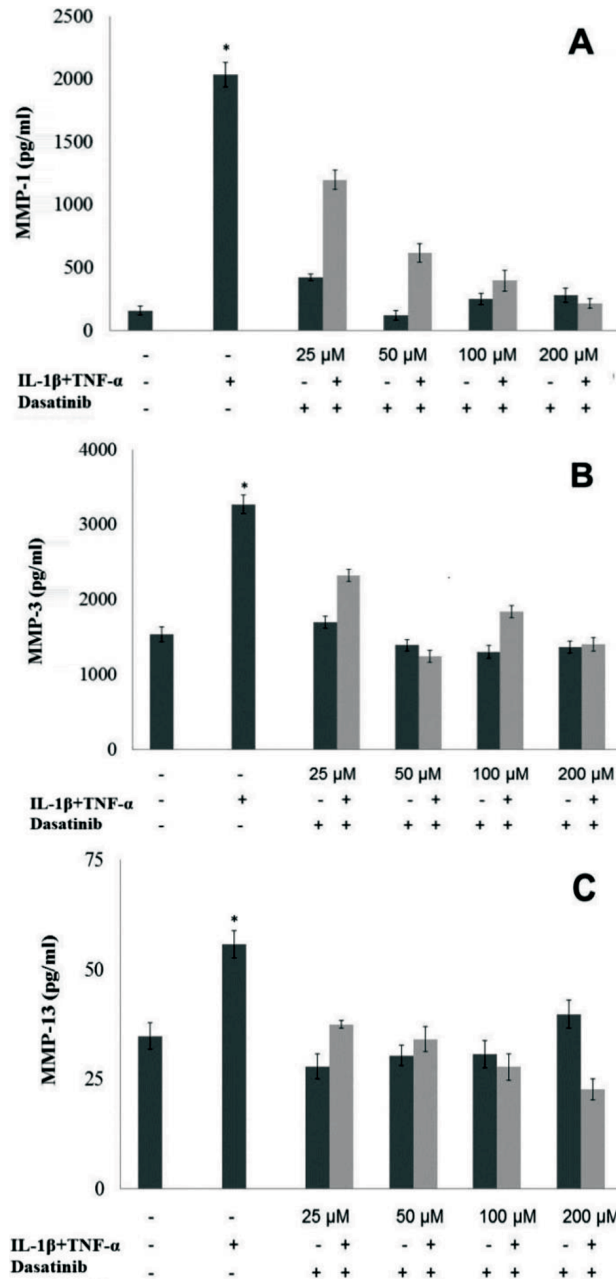 A
2500
2000
1500
1000
500
0
MMP-1 (pg/ml)
*
- - 25 µM 50 µM 100 µM 200 µM
IL-1β+TNF-α - + - + - + - + - +
Dasatinib - - + + + + + + + +
B
4000
3000
2000
1000
0
MMP-3 (pg/ml)
*
- - 25 µM 50 µM 100 µM 200 µM
IL-1β+TNF-α - + - + - + - + - +
Dasatinib - - + + + + + + + +
C
75
50
25
0
MMP-13 (pg/ml)
*
- - 25 µM 50 µM 100 µM 200 µM
IL-1β+TNF-α - + - + - + - + - +
Dasatinib - - + + + + + + + +